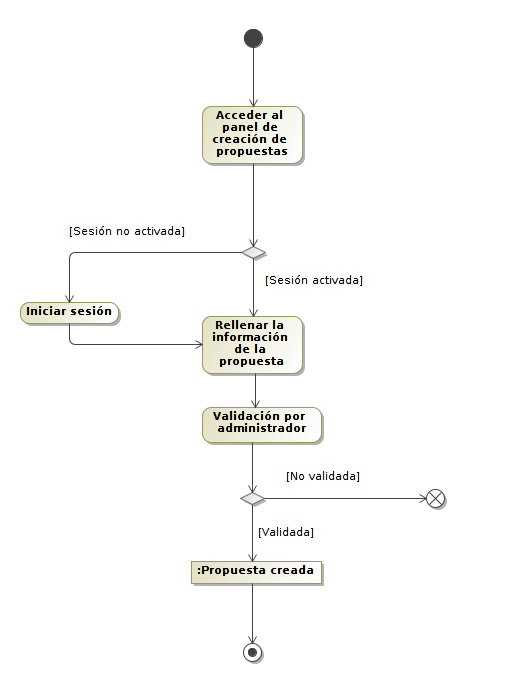 Acceder al
panel de
creación de
propuestas
[Sesión no activada]
[Sesión activada]
Iniciar sesión
Rellenar la
información
de la
propuesta
Validación por
administrador
[No validada]
[Validada]
:Propuesta creada